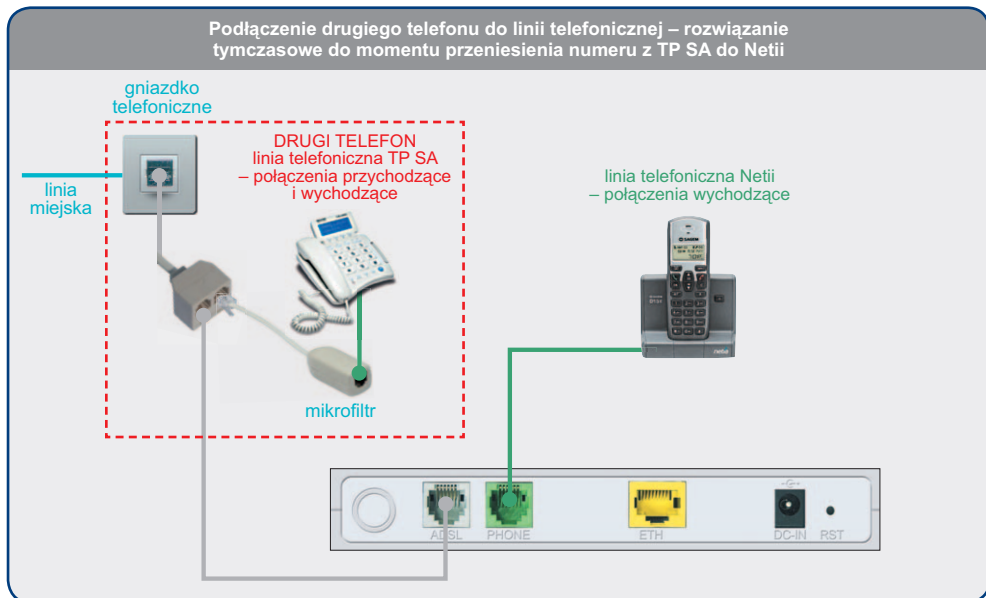 Podłączenie drugiego telefonu do linii telefonicznej – rozwiązanie
tymczasowe do momentu przeniesienia numeru z TP SA do Netii
gniazdko
telefoniczne
linia
miejska
DRUGI TELEFON
linia telefoniczna TP SA
– połączenia przychodzące
i wychodzące
mikrofiltr
linia telefoniczna Netii
– połączenia wychodzące
SAGEM
netia
ADSL PHONE ETH DC-IN RST